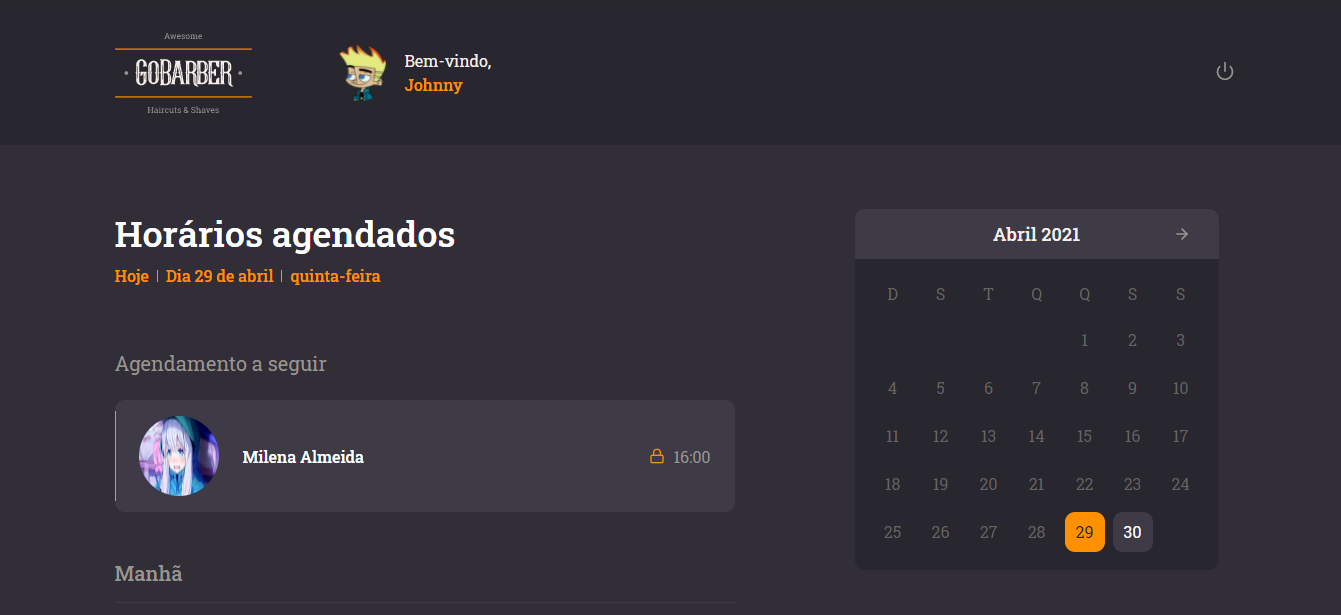 Awesome
· GOBARBER ·
Haircuts & Shaves
Bem-vindo,
Johnny
Horários agendados
Hoje | Dia 29 de abril | quinta-feira
Agendamento a seguir
Milena Almeida 16:00
Manhã
Abril 2021
D S T Q Q S S
1 2 3
4 5 6 7 8 9 10
11 12 13 14 15 16 17
18 19 20 21 22 23 24
25 26 27 28 29 30